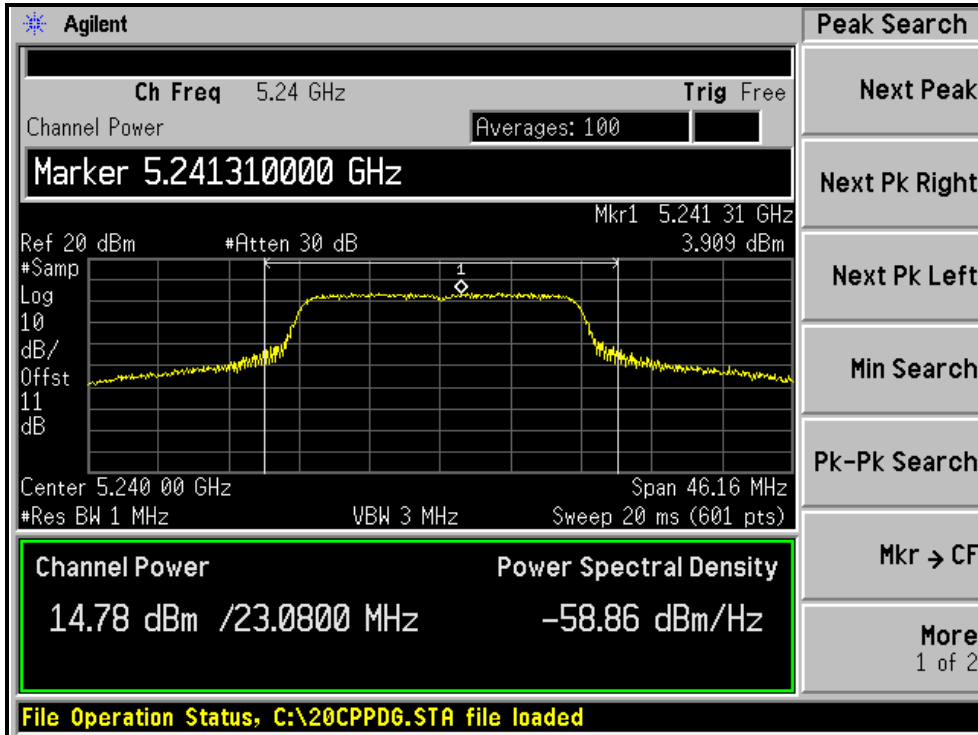 Agilent
Peak Search
Ch Freq 5.24 GHz Trig Free
Channel Power Averages: 100
Marker 5.241310000 GHz
Mkr1 5.241 31 GHz
Ref 20 dBm #Atten 30 dB 3.909 dBm
#Samp
Log
10
dB/
Offst
11
dB
1
Center 5.240 00 GHz Span 46.16 MHz
#Res BW 1 MHz VBW 3 MHz Sweep 20 ms (601 pts)
Channel Power Power Spectral Density
14.78 dBm /23.0800 MHz -58.86 dBm/Hz
File Operation Status, C:\20CPPDG.STA file loaded
Next Peak
Next Pk Right
Next Pk Left
Min Search
Pk-Pk Search
Mkr → CF
More
1 of 2